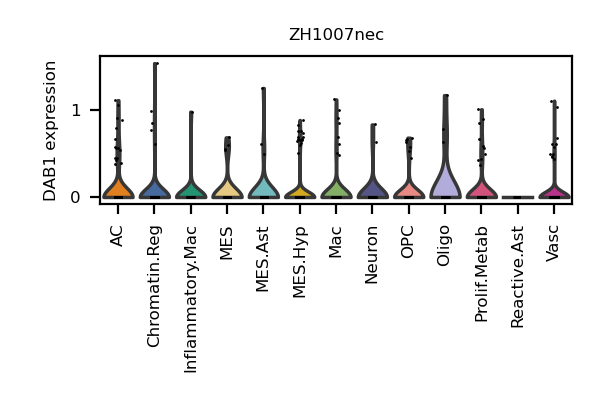 ZH1007nec
DAB1 expression
1
0
AC
Chromatin.Reg
Inflammatory.Mac
MES
MES.Ast
MES.Hyp
Mac
Neuron
OPC
Oligo
Prolif.Metab
Reactive.Ast
Vasc